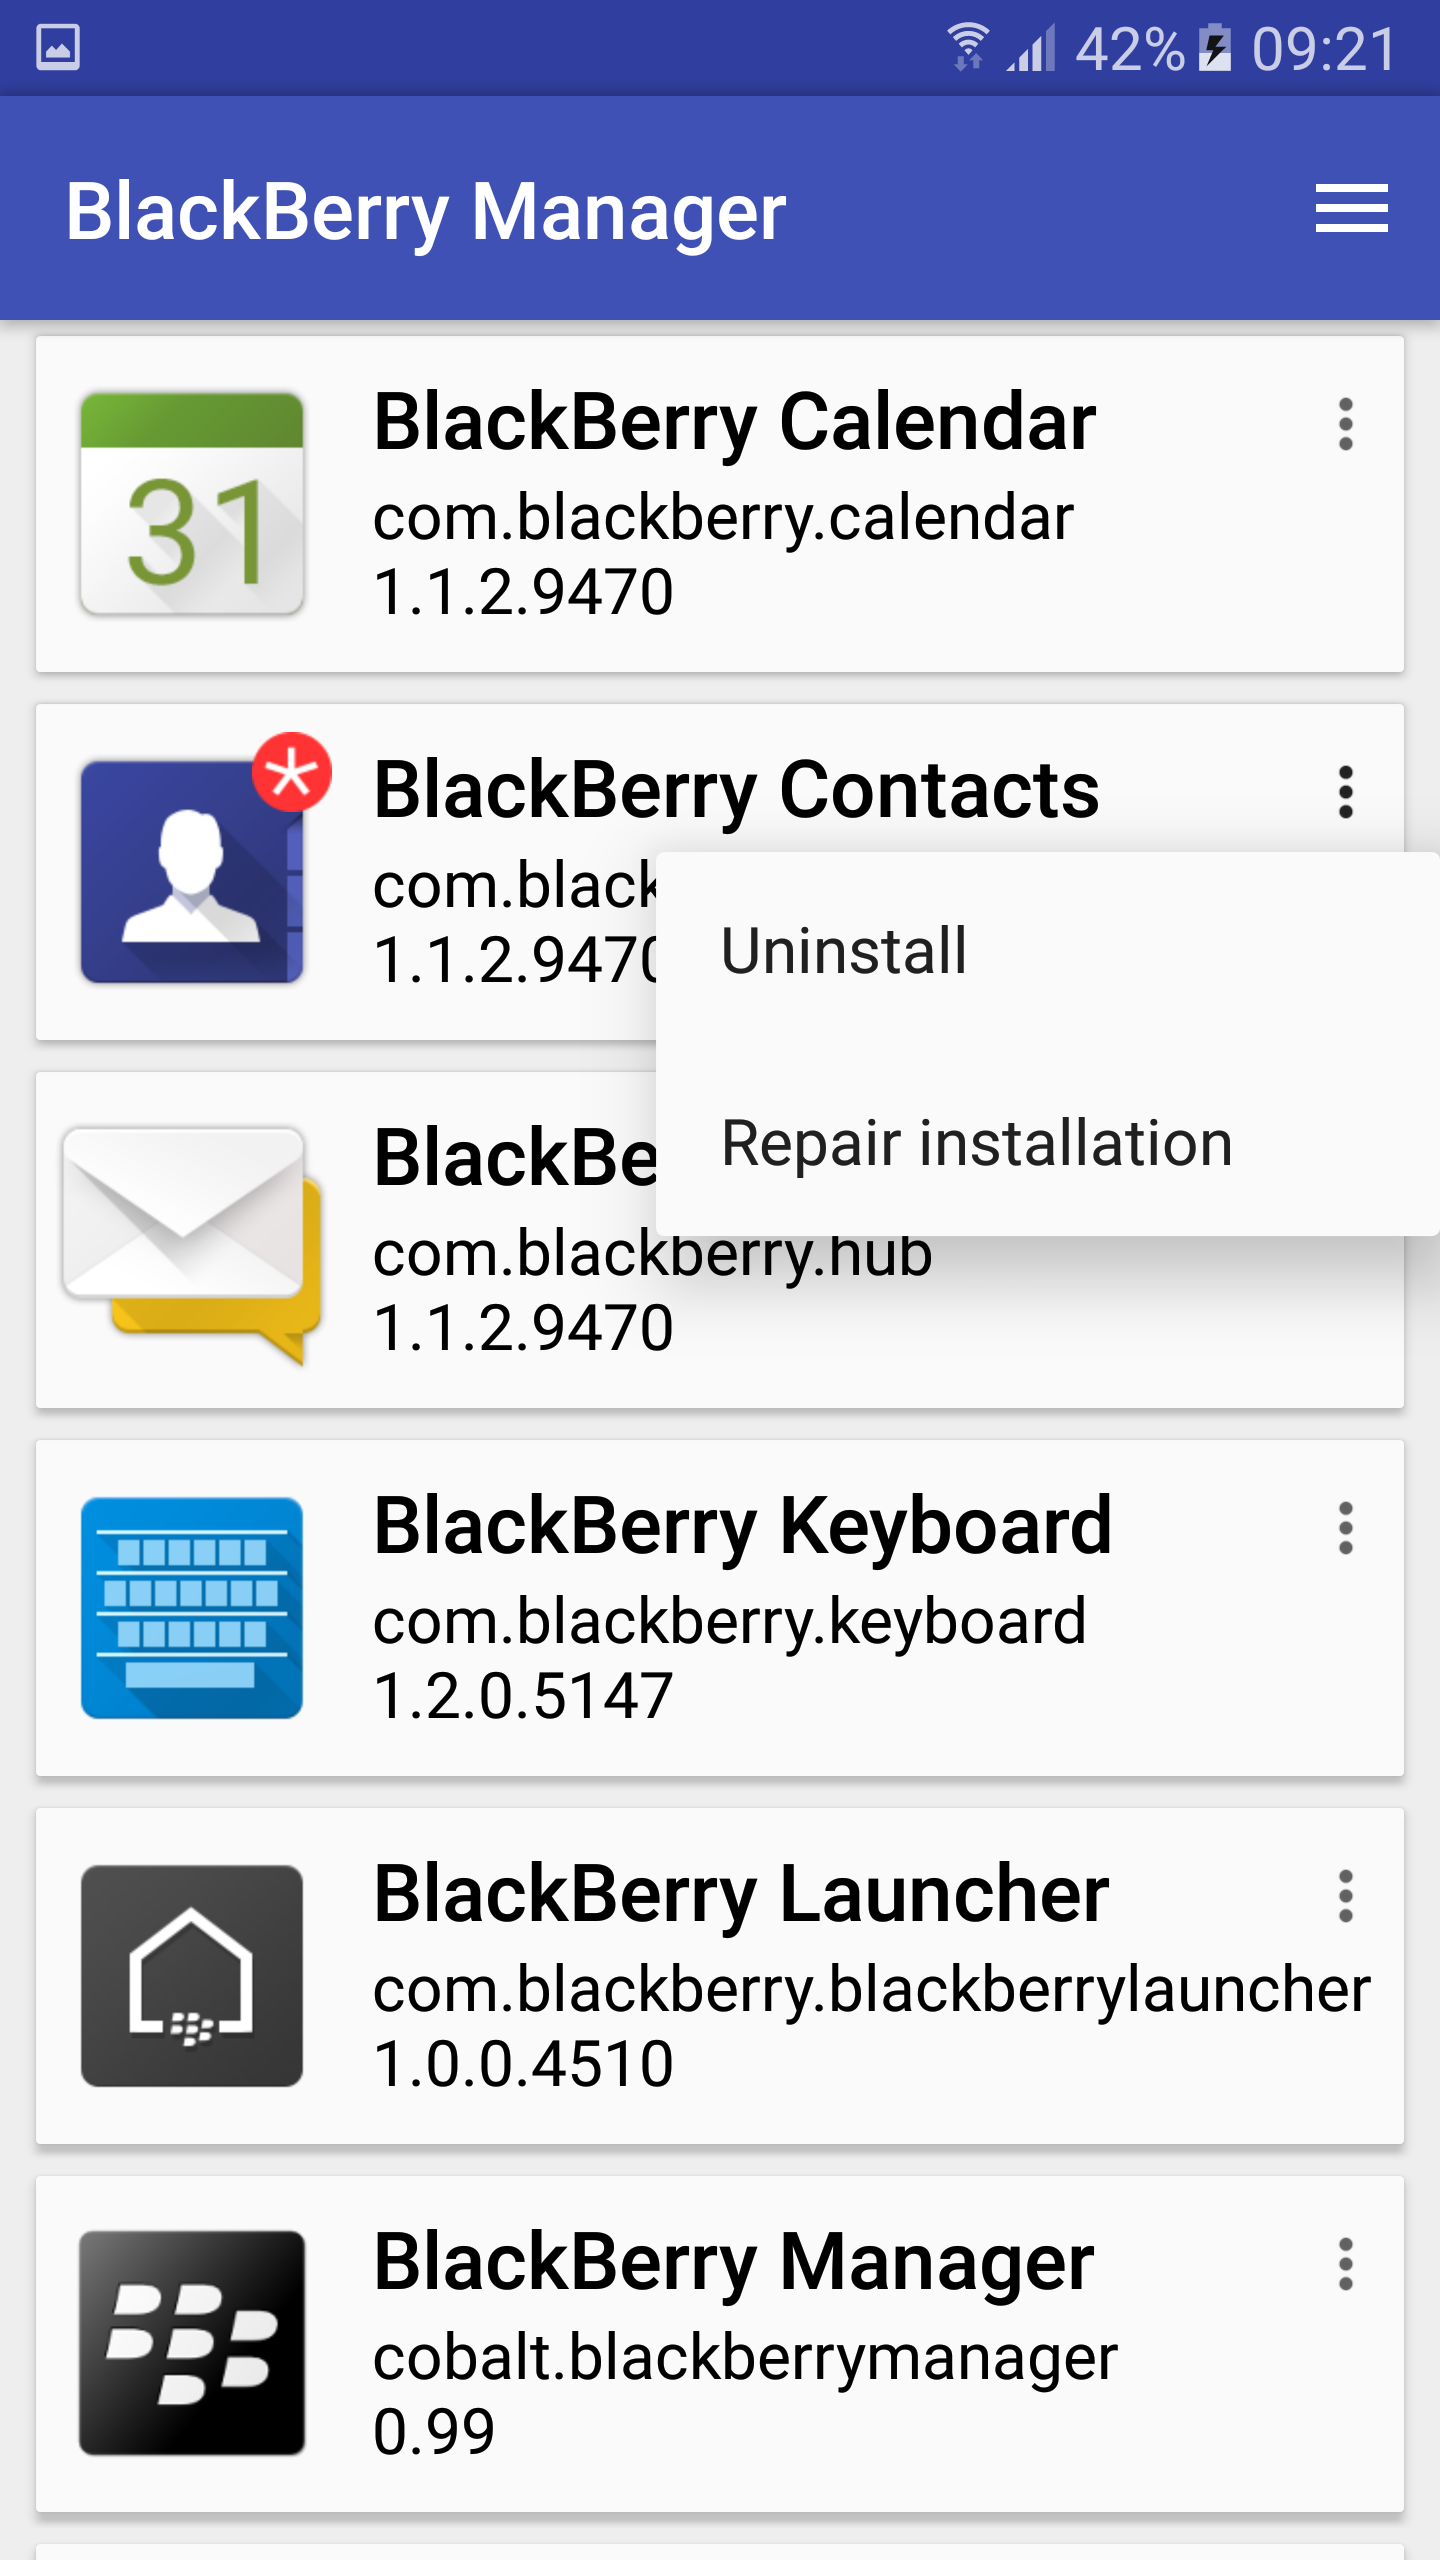 42% 09:21
BlackBerry Manager
31
BlackBerry Calendar
com.blackberry.calendar
1.1.2.9470
BlackBerry Contacts
com.black
1.1.2.9470
Uninstall
Repair installation
BlackBe
com.blackberry.hub
1.1.2.9470
BlackBerry Keyboard
com.blackberry.keyboard
1.2.0.5147
BlackBerry Launcher
com.blackberry.blackberrylauncher
1.0.0.4510
BlackBerry Manager
cobalt.blackberrymanager
0.99